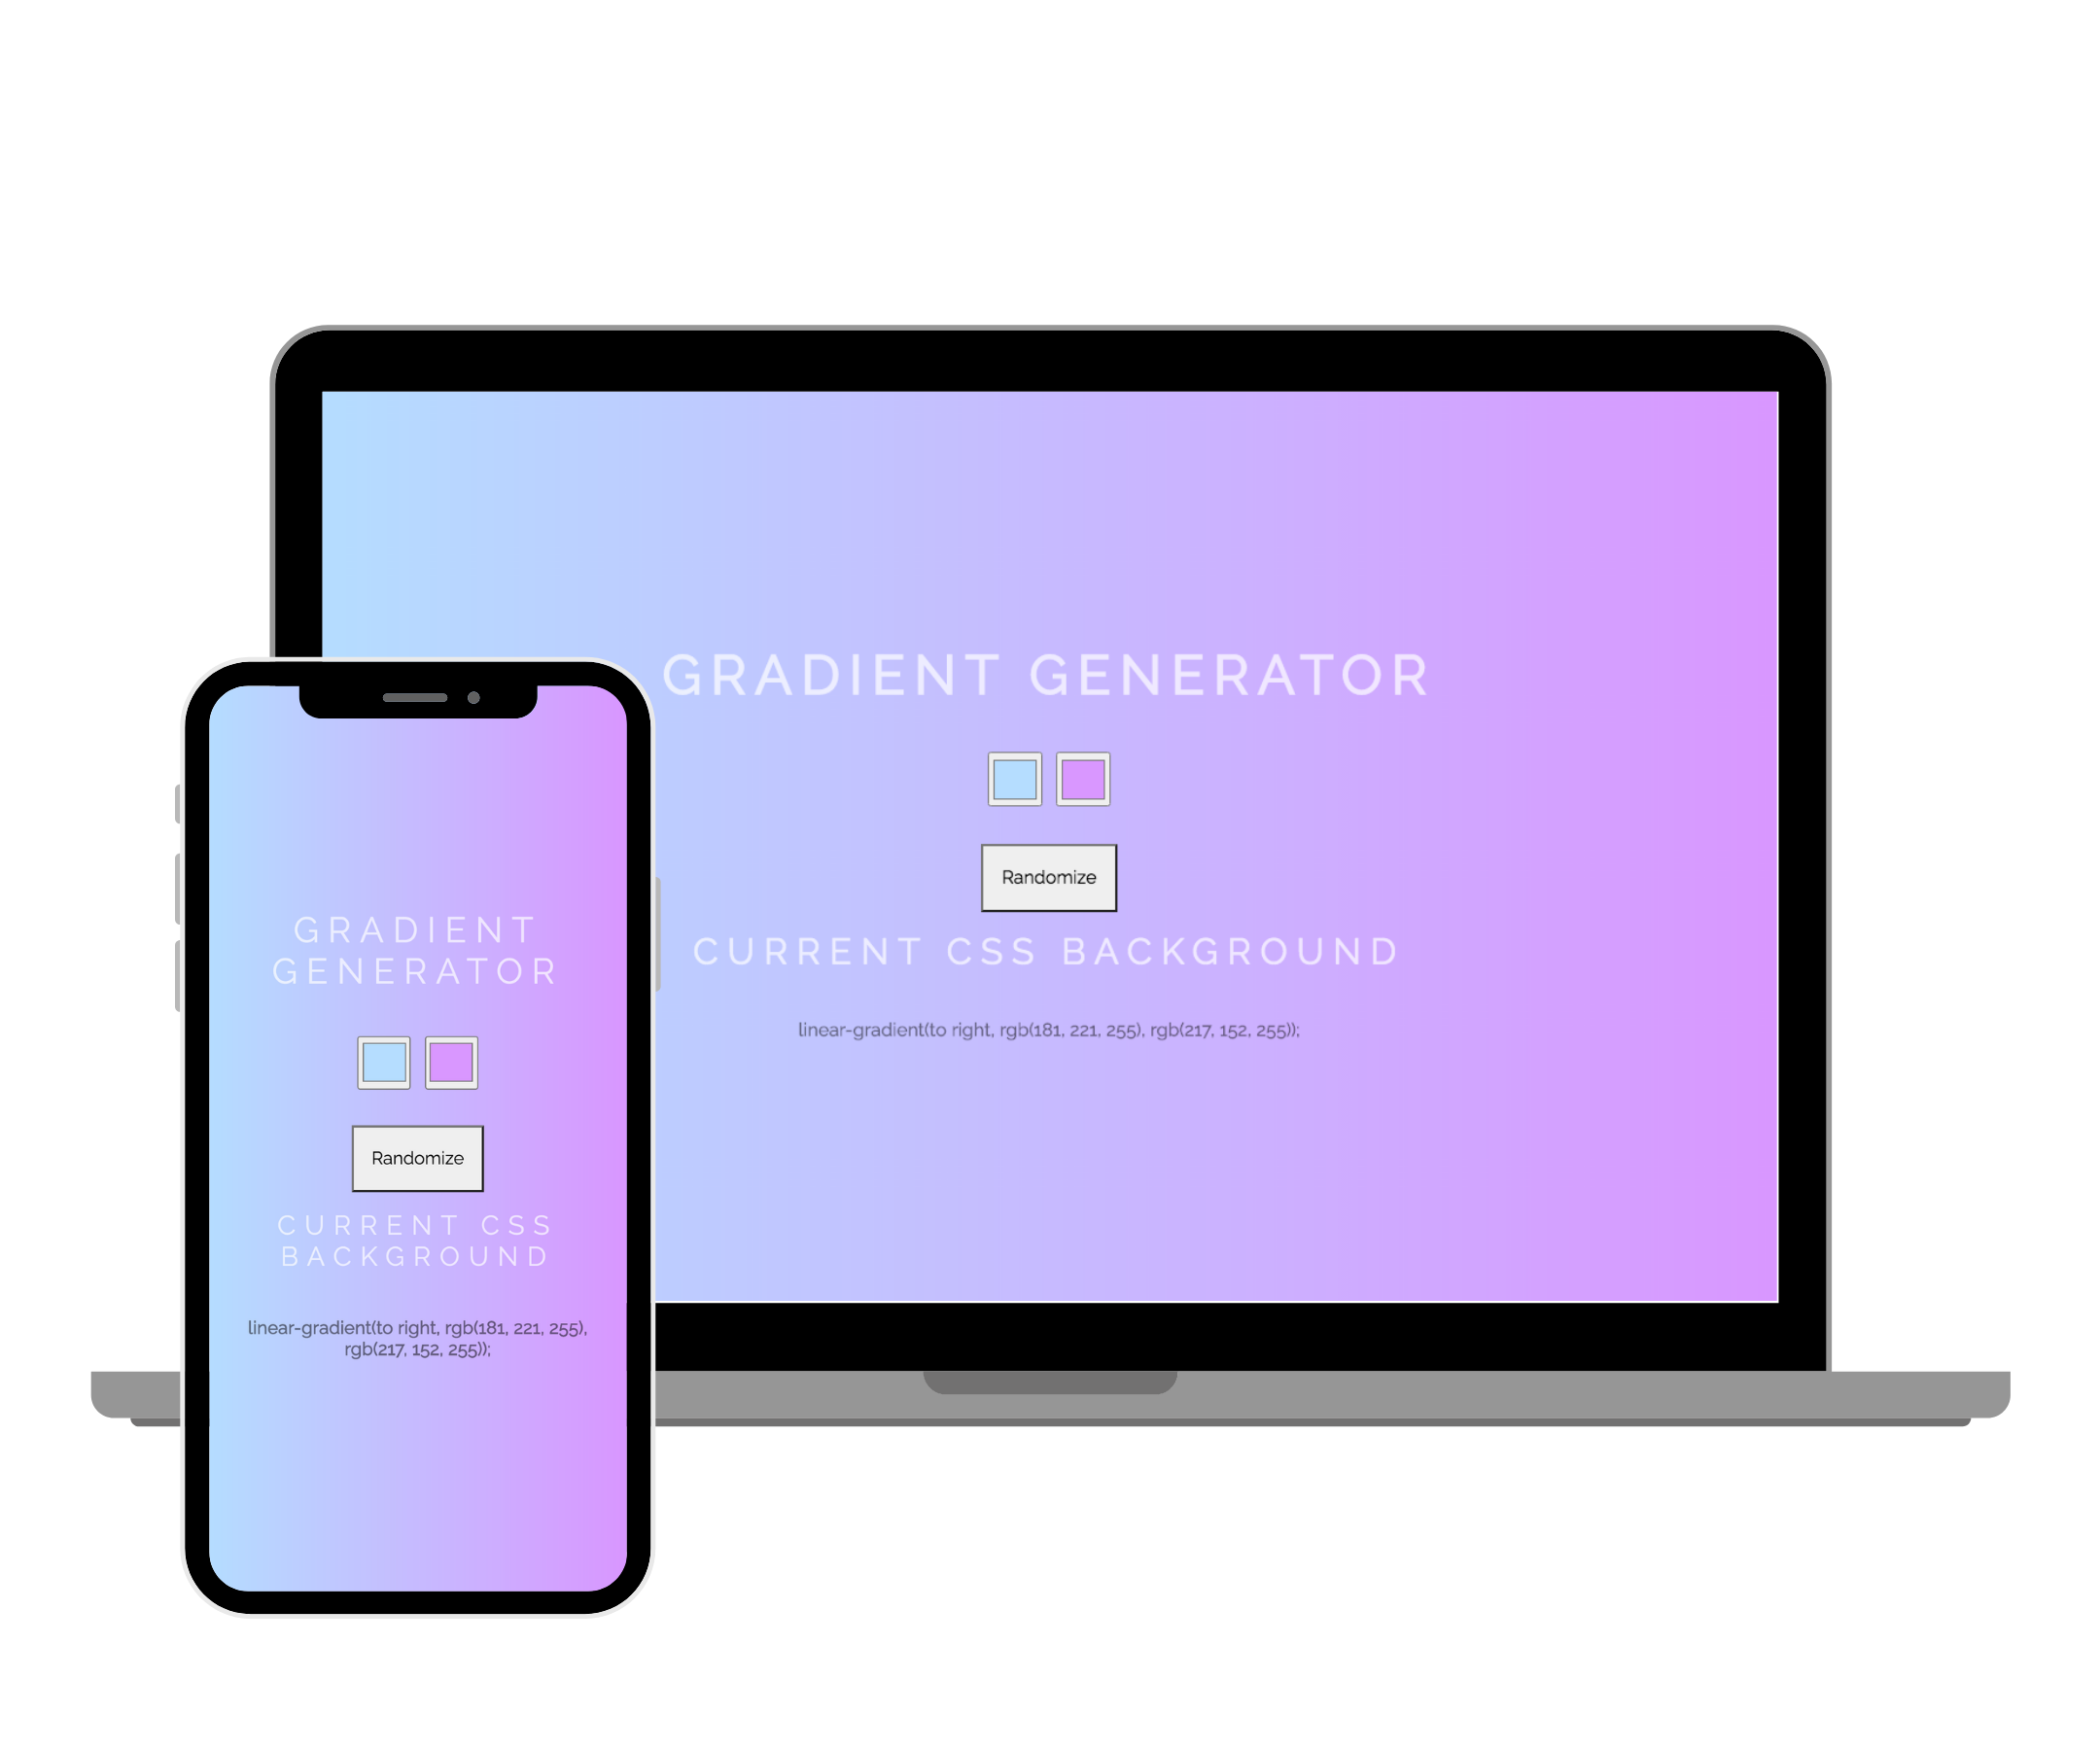 GRADIENT GENERATOR
Randomize
CURRENT CSS BACKGROUND
linear-gradient(to right, rgb(181, 221, 255), rgb(217, 152, 255));
GRADIENT
GENERATOR
Randomize
CURRENT CSS
BACKGROUND
linear-gradient(to right, rgb(181, 221, 255),
rgb(217, 152, 255));